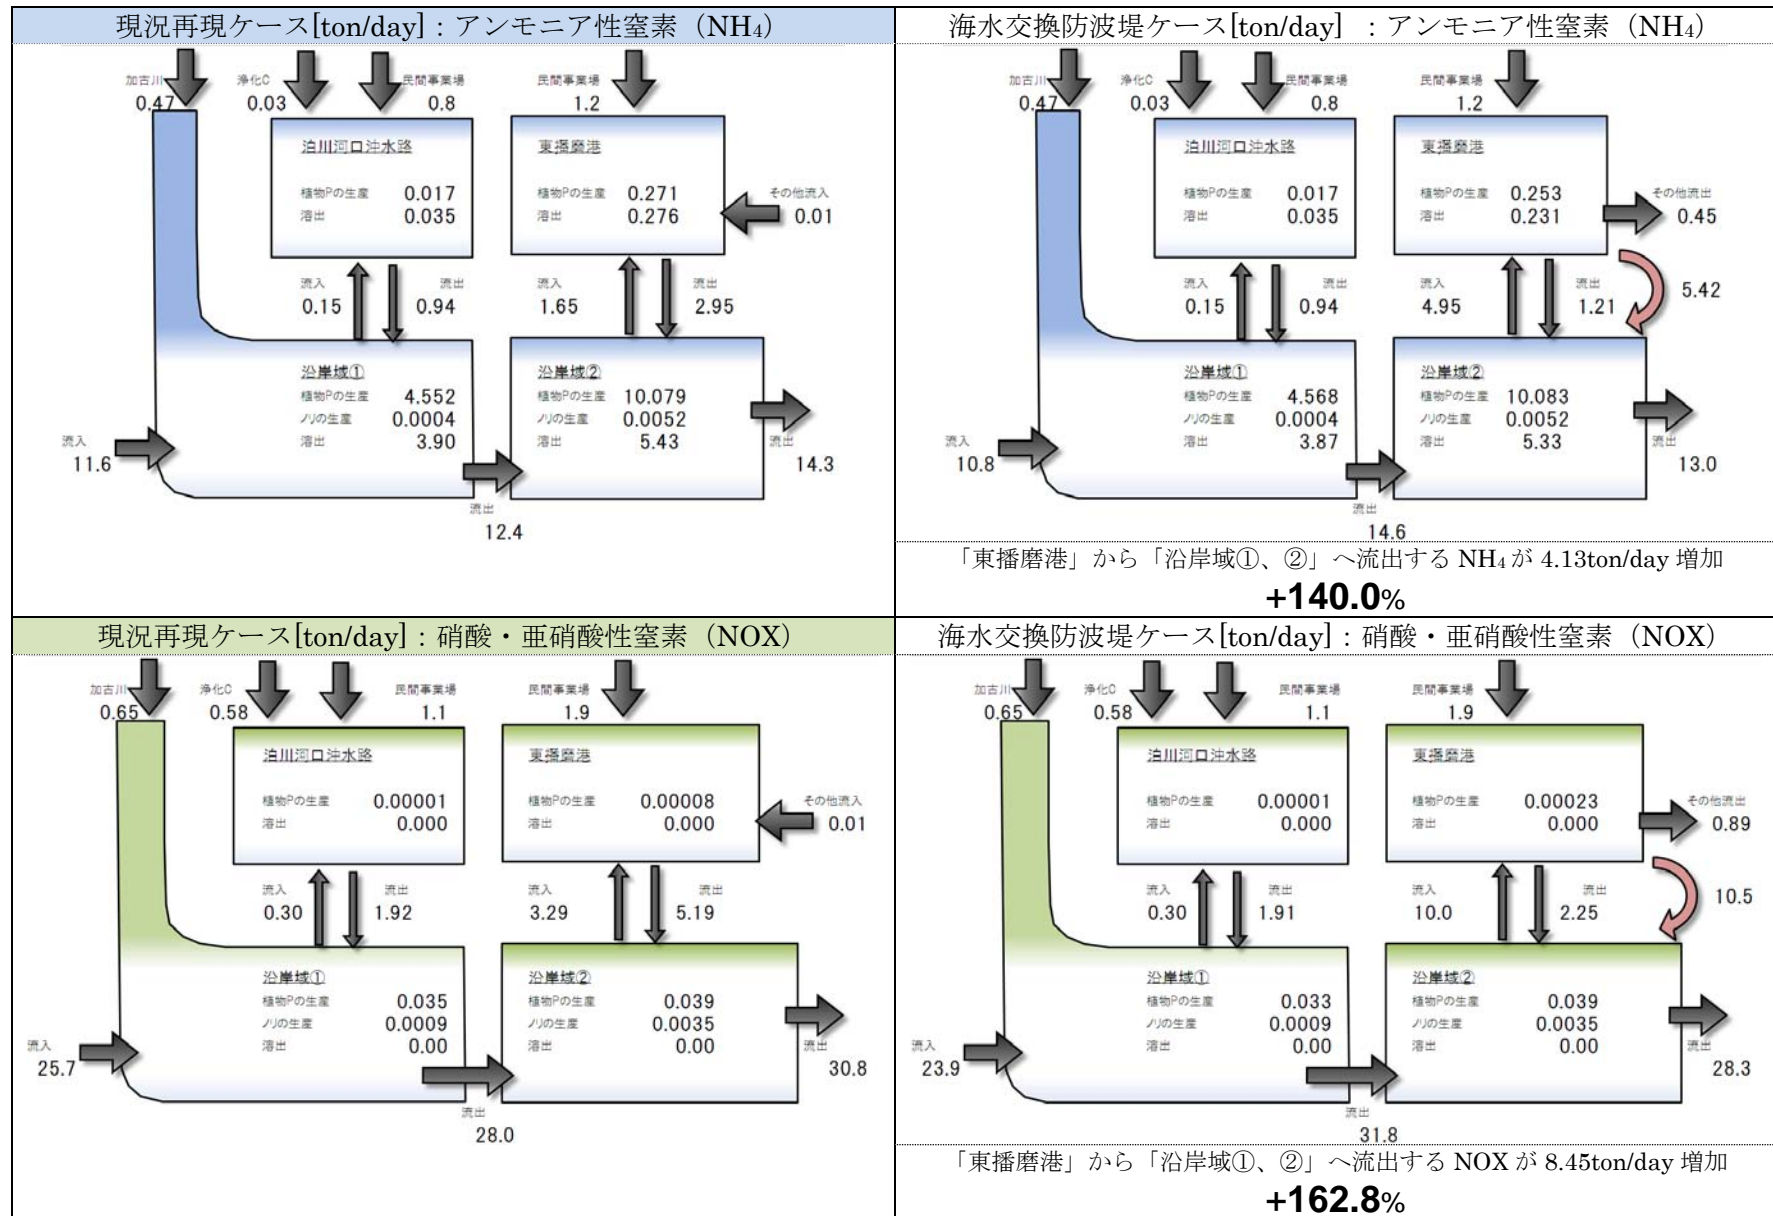 現況再現ケース[ton/day]：アンモニア性窒素（NH₄）
加古川
0.47
浄化C
0.03
民間事業場
0.8
民間事業場
1.2
泊川河口沖水路
植物Pの生産 0.017
溶出 0.035
東播磨港
植物Pの生産 0.271
溶出 0.276
その他流入
0.01
流入
0.15
流出
0.94
流入
1.65
流出
2.95
沿岸域①
植物Pの生産 4.552
ノリの生産 0.0004
溶出 3.90
沿岸域②
植物Pの生産 10.079
ノリの生産 0.0052
溶出 5.43
流入
11.6
流出
14.3
流出
12.4
海水交換防波堤ケース[ton/day] ：アンモニア性窒素（NH₄）
加古川
0.47
浄化C
0.03
民間事業場
0.8
民間事業場
1.2
泊川河口沖水路
植物Pの生産 0.017
溶出 0.035
東播磨港
植物Pの生産 0.253
溶出 0.231
その他流出
0.45
流入
0.15
流出
0.94
流入
4.95
流出
1.21
5.42
沿岸域①
植物Pの生産 4.568
ノリの生産 0.0004
溶出 3.87
沿岸域②
植物Pの生産 10.083
ノリの生産 0.0052
溶出 5.33
流入
10.8
流出
13.0
流出
14.6
「東播磨港」から「沿岸域①、②」へ流出する NH₄が 4.13ton/day 増加
+140.0%
現況再現ケース[ton/day]：硝酸・亜硝酸性窒素（NOX）
加古川
0.65
浄化C
0.58
民間事業場
1.1
民間事業場
1.9
泊川河口沖水路
植物Pの生産 0.00001
溶出 0.000
東播磨港
植物Pの生産 0.00008
溶出 0.000
その他流入
0.01
流入
0.30
流出
1.92
流入
3.29
流出
5.19
沿岸域①
植物Pの生産 0.035
ノリの生産 0.0009
溶出 0.00
沿岸域②
植物Pの生産 0.039
ノリの生産 0.0035
溶出 0.00
流入
25.7
流出
30.8
流出
28.0
海水交換防波堤ケース[ton/day]：硝酸・亜硝酸性窒素（NOX）
加古川
0.65
浄化C
0.58
民間事業場
1.1
民間事業場
1.9
泊川河口沖水路
植物Pの生産 0.00001
溶出 0.000
東播磨港
植物Pの生産 0.00023
溶出 0.000
その他流出
0.89
流入
0.30
流出
1.91
流入
10.0
流出
2.25
10.5
沿岸域①
植物Pの生産 0.033
ノリの生産 0.0009
溶出 0.00
沿岸域②
植物Pの生産 0.039
ノリの生産 0.0035
溶出 0.00
流入
23.9
流出
28.3
流出
31.8
「東播磨港」から「沿岸域①、②」へ流出する NOX が 8.45ton/day 増加
+162.8%